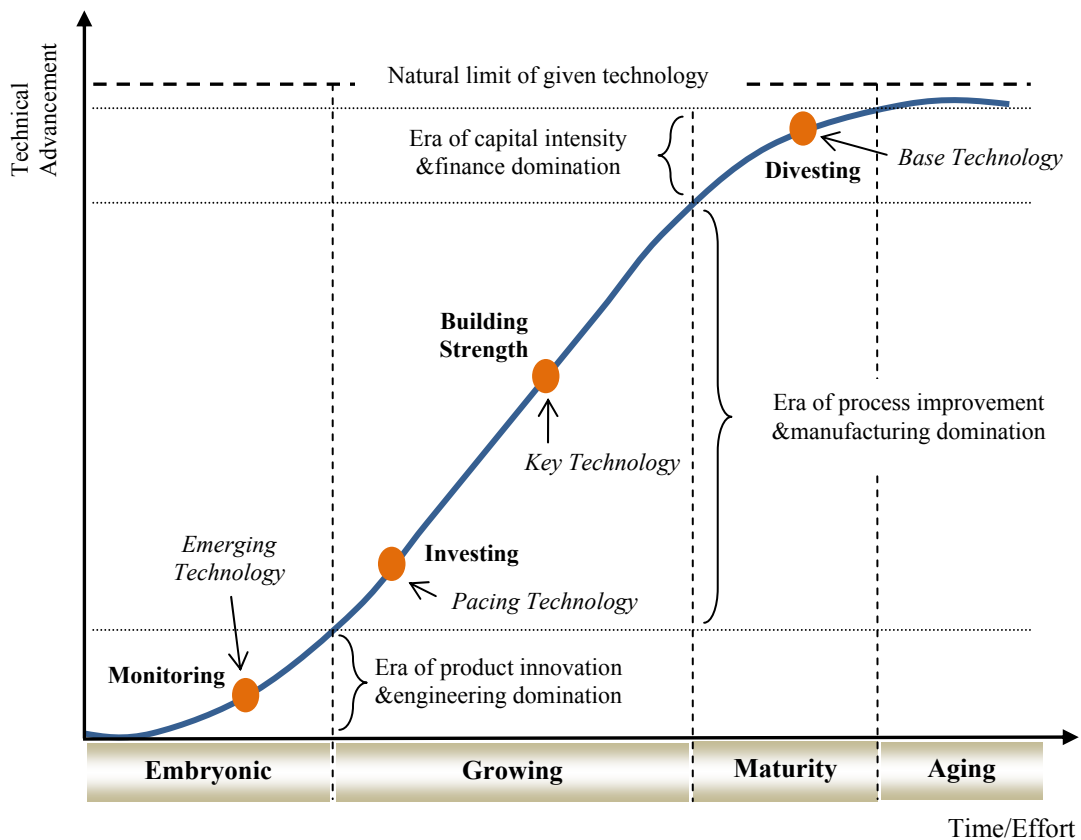 Technical
Advancement
Natural limit of given technology
Era of capital intensity
&finance domination
Base Technology
Divesting
Building
Strength
Key Technology
Era of process improvement
&manufacturing domination
Emerging
Technology
Investing
Pacing Technology
Monitoring
Era of product innovation
&engineering domination
Embryonic
Growing
Maturity
Aging
Time/Effort